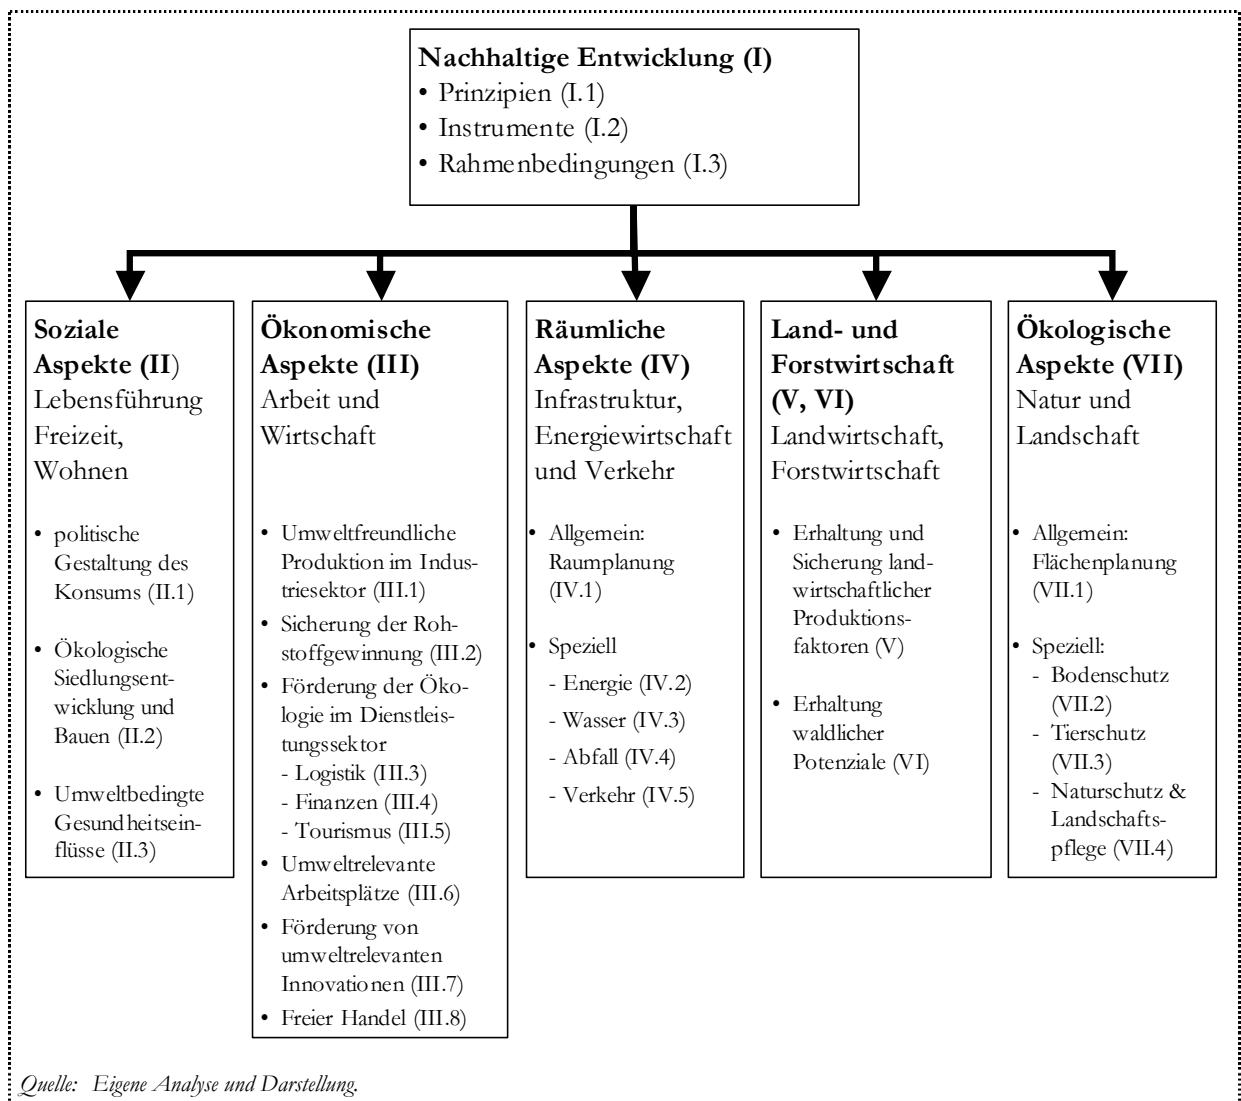 Nachhaltige Entwicklung (I)
• Prinzipien (I.1)
• Instrumente (I.2)
• Rahmenbedingungen (I.3)
Soziale
Aspekte (II)
Lebensführung
Freizeit,
Wohnen
• politische
Gestaltung des
Konsums (II.1)
• Ökologische
Siedlungsent-
wicklung und
Bauen (II.2)
• Umweltbedingte
Gesundheitsein-
flüsse (II.3)
Ökonomische
Aspekte (III)
Arbeit und
Wirtschaft
• Umweltfreundliche
Produktion im Indus-
triesektor (III.1)
• Sicherung der Roh-
stoffgewinnung (III.2)
• Förderung der Öko-
logie im Dienstleis-
tungssektor
- Logistik (III.3)
- Finanzen (III.4)
- Tourismus (III.5)
• Umweltrelevante
Arbeitsplätze (III.6)
• Förderung von
umweltrelevanten
Innovationen (III.7)
• Freier Handel (III.8)
Räumliche
Aspekte (IV)
Infrastruktur,
Energiewirtschaft
und Verkehr
• Allgemein:
Raumplanung
(IV.1)
• Speziell
- Energie (IV.2)
- Wasser (IV.3)
- Abfall (IV.4)
- Verkehr (IV.5)
Land- und
Forstwirtschaft
(V, VI)
Landwirtschaft,
Forstwirtschaft
• Erhaltung und
Sicherung land-
wirtschaftlicher
Produktions-
faktoren (V)
• Erhaltung
waldlicher
Potenziale (VI)
Ökologische
Aspekte (VII)
Natur und
Landschaft
• Allgemein:
Flächenplanung
(VII.1)
• Speziell:
- Bodenschutz
(VII.2)
- Tierschutz
(VII.3)
- Naturschutz &
Landschafts-
pflege (VII.4)
Quelle: Eigene Analyse und Darstellung.